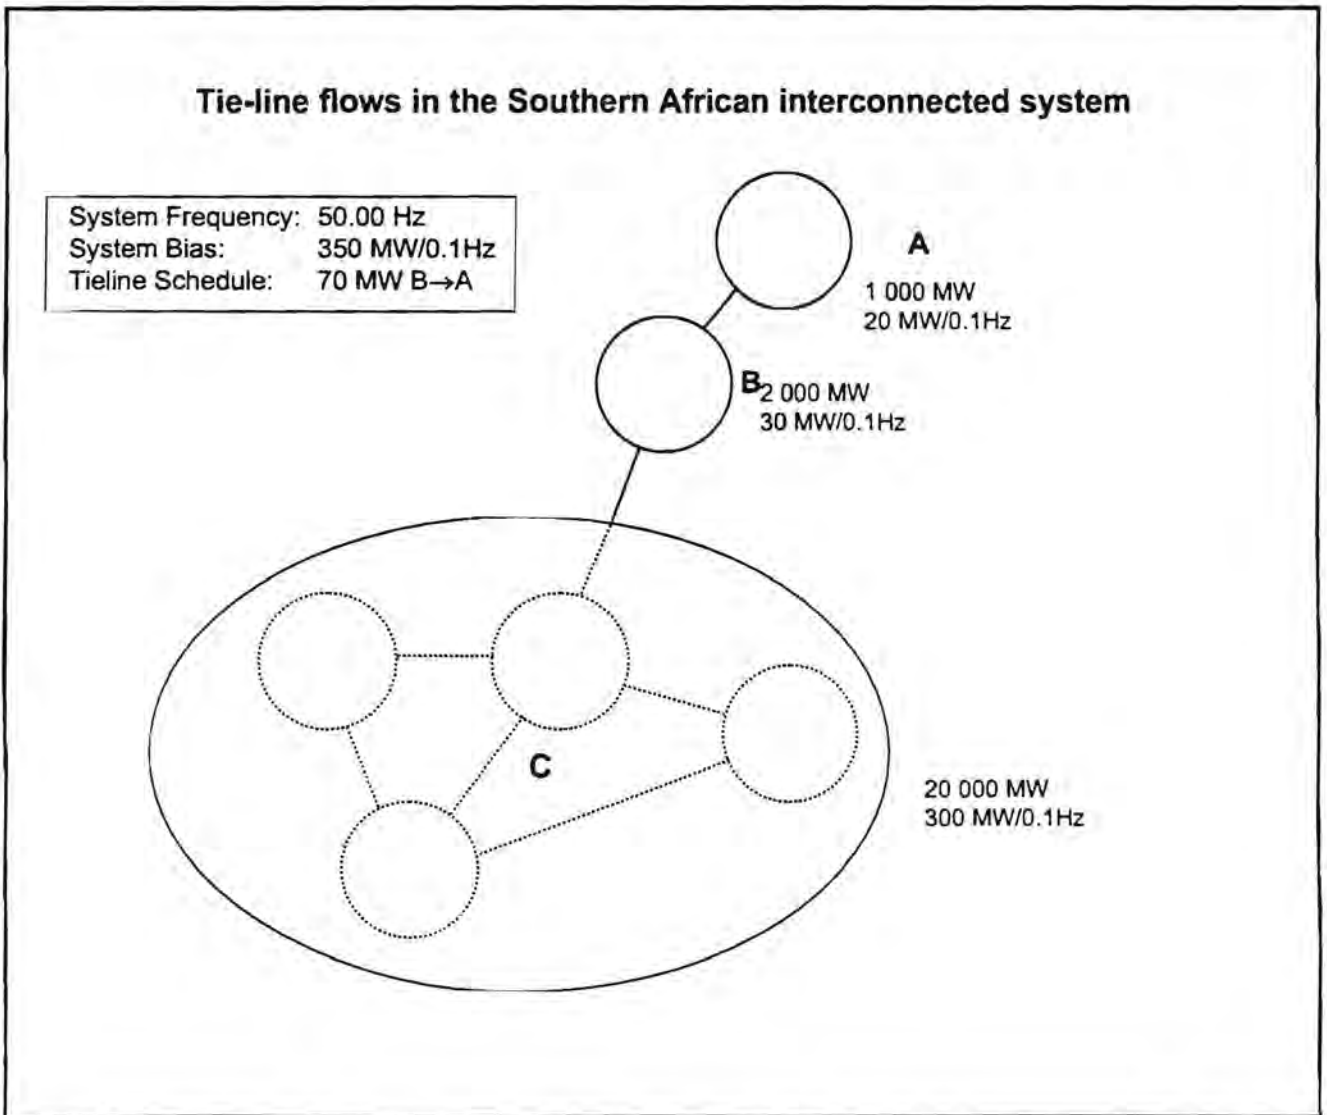 Tie-line flows in the Southern African interconnected system
System Frequency: 50.00 Hz
System Bias: 350 MW/0.1Hz
Tieline Schedule: 70 MW B→A
A
1 000 MW
20 MW/0.1Hz
B
2 000 MW
30 MW/0.1Hz
C
20 000 MW
300 MW/0.1Hz